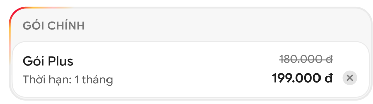 GÓI CHÍNH
Gói Plus
180.000 đ
Thời hạn: 1 tháng
199.000 đ